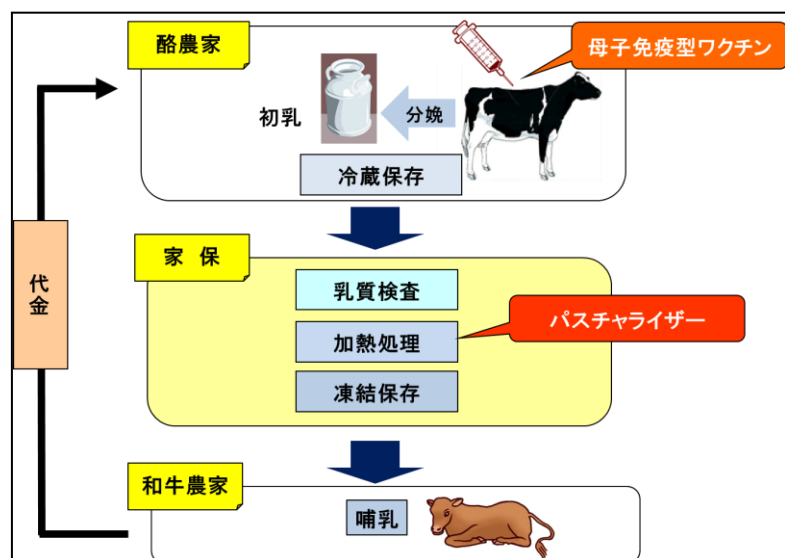 酪農家
母子免疫型ワクチン
初乳
分娩
冷蔵保存
代金
家 保
乳質検査
加熱処理
パスチャライザー
凍結保存
和牛農家
哺乳